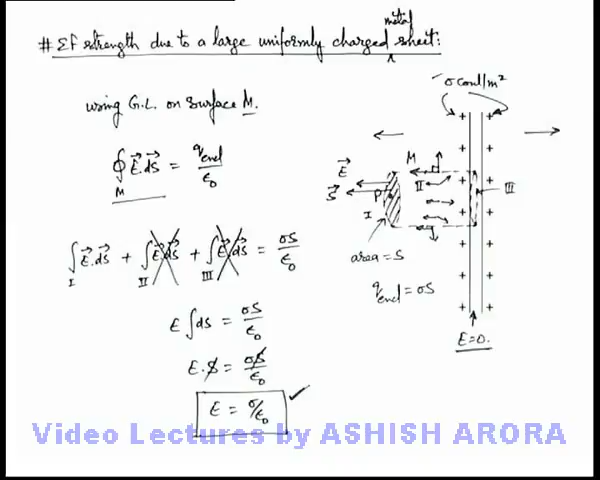 # EF strength due to a large uniformly charged metal sheet:
σ coul/m²
using G.L. on surface M.
∮M E⃗.dS⃗ = qencl/ε₀
∫I E⃗.dS⃗ + ∫II E⃗.dS⃗ + ∫III E⃗.dS⃗ = σS/ε₀
E ∫dS = σS/ε₀
E.S = σS/ε₀
E = σ/ε₀ ✓
E⃗
S⃗
P
I
M
II
III
area = S
qencl = σS
E=0.
Video Lectures by ASHISH ARORA